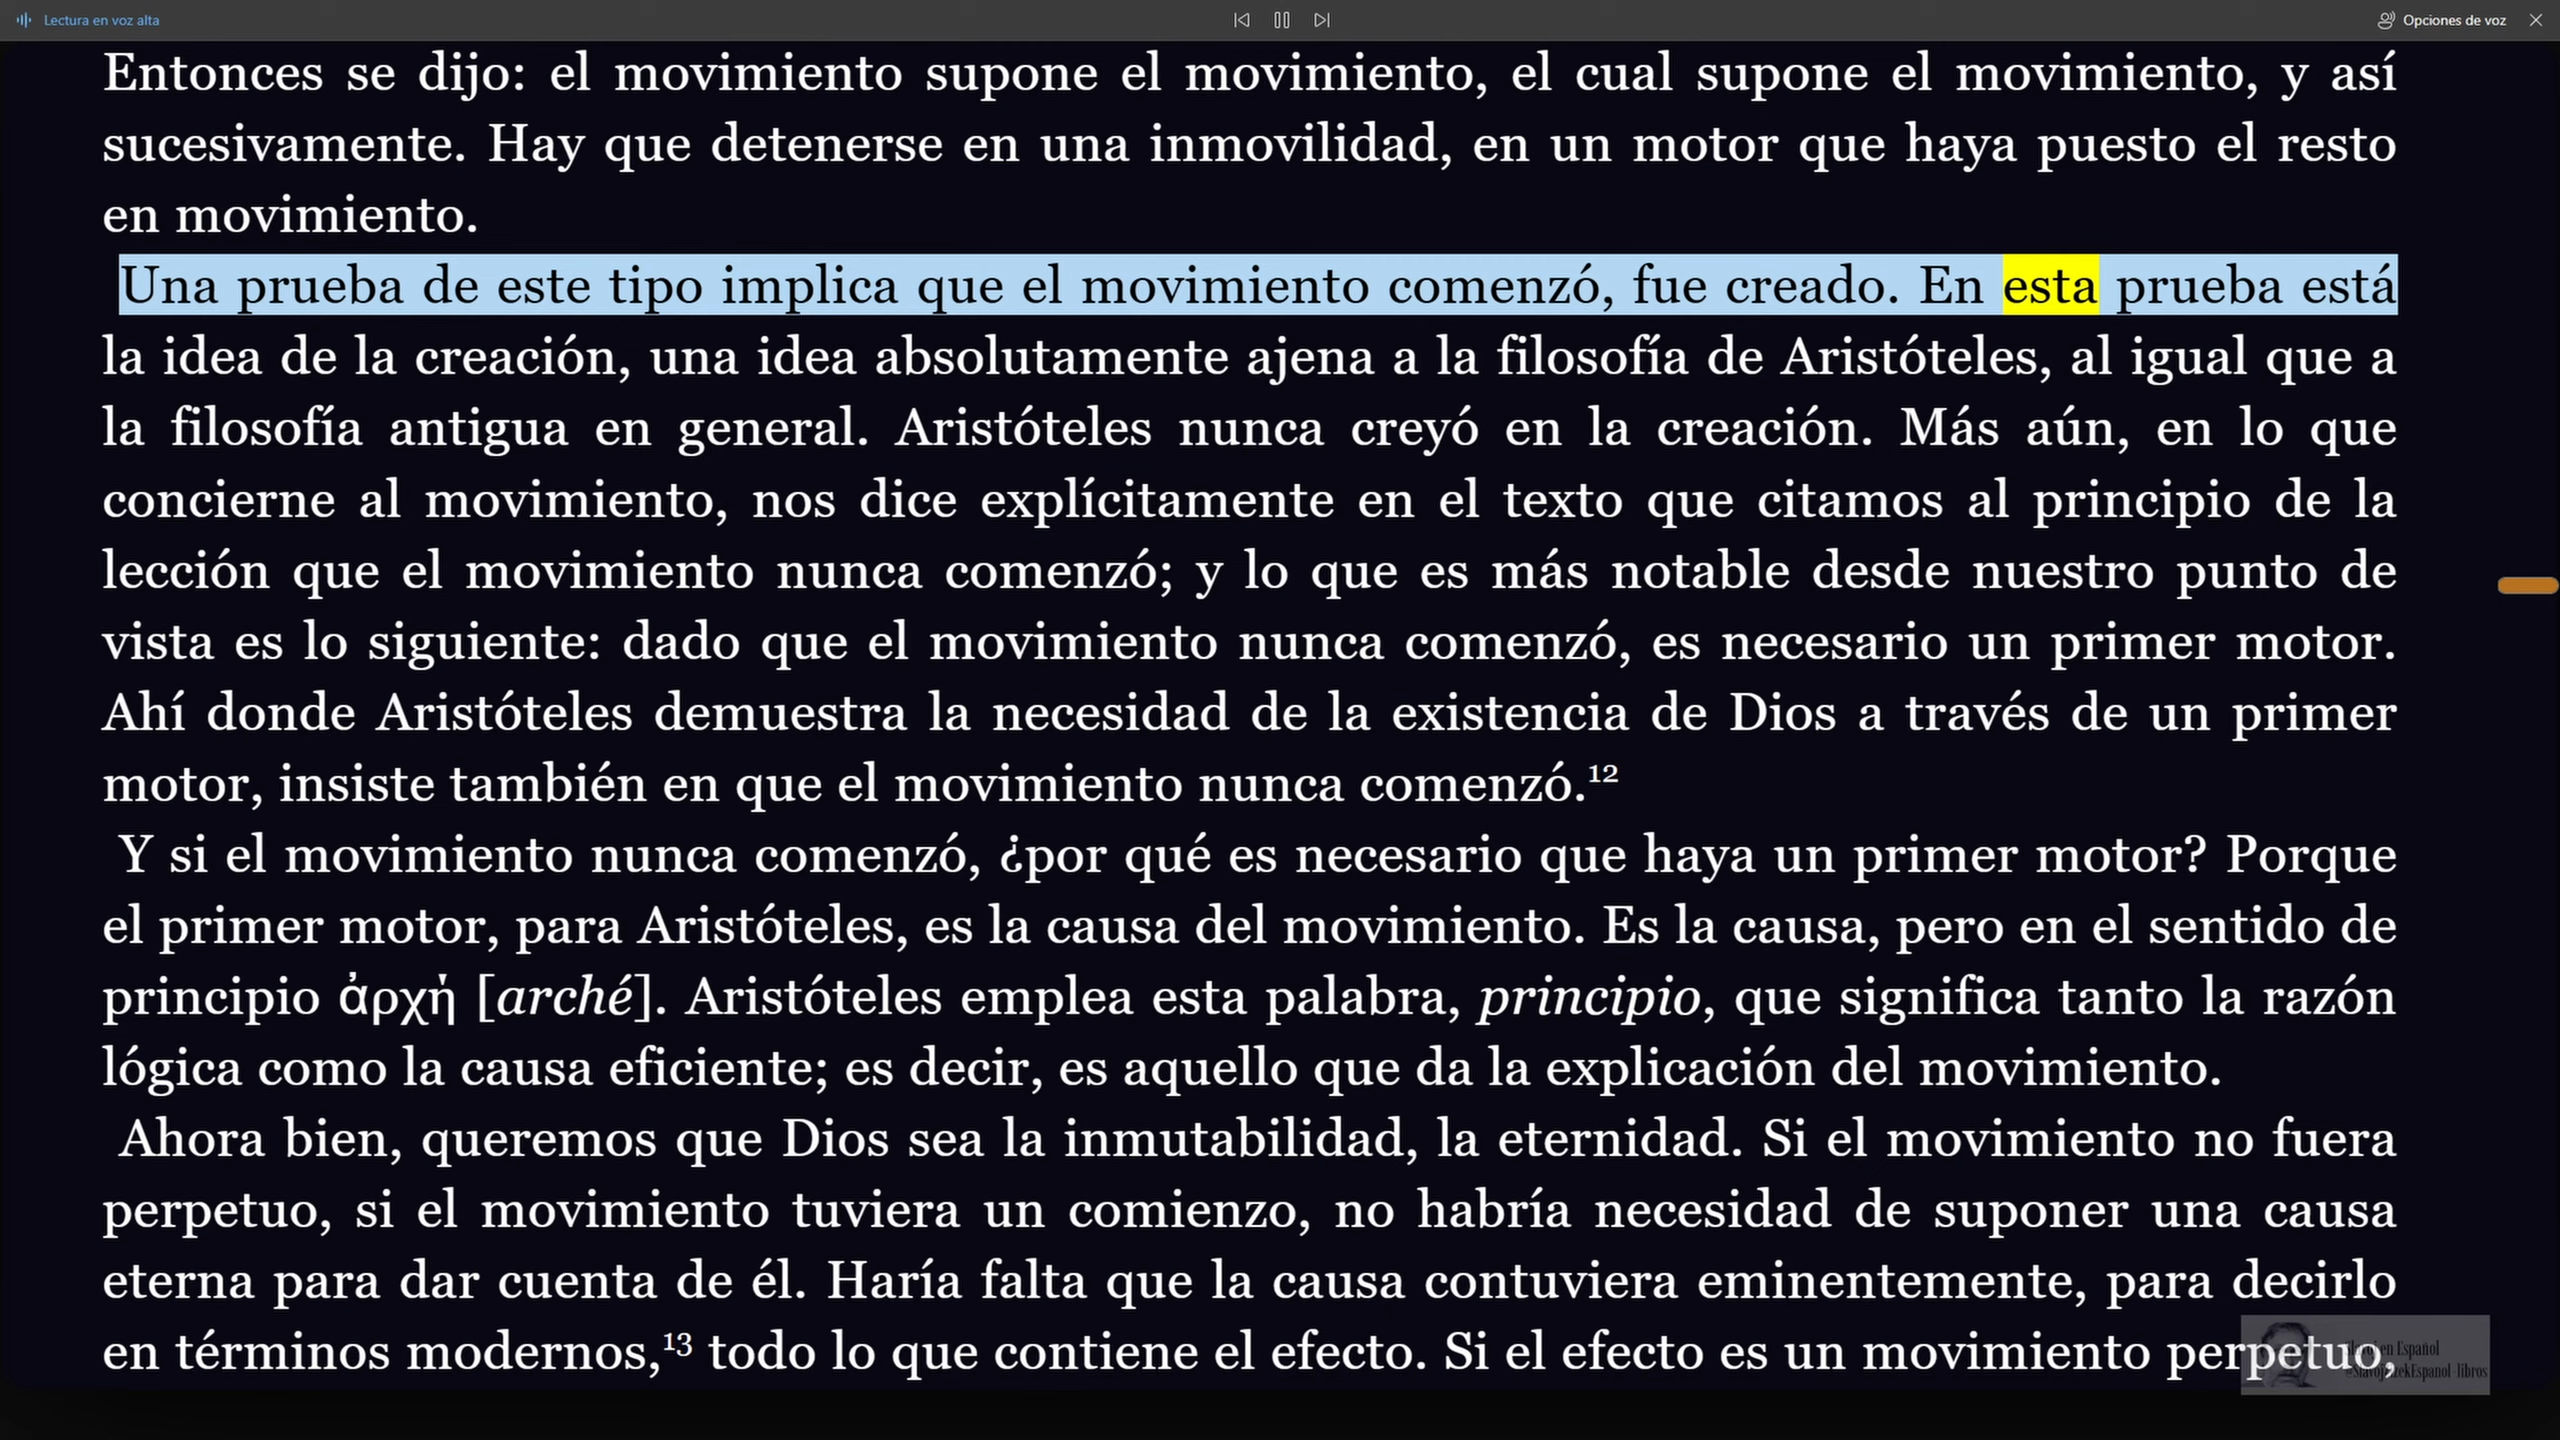 Lectura en voz alta
Opciones de voz
Entonces se dijo: el movimiento supone el movimiento, el cual supone el movimiento, y así
sucesivamente. Hay que detenerse en una inmovilidad, en un motor que haya puesto el resto
en movimiento.
Una prueba de este tipo implica que el movimiento comenzó, fue creado. En esta prueba está
la idea de la creación, una idea absolutamente ajena a la filosofía de Aristóteles, al igual que a
la filosofía antigua en general. Aristóteles nunca creyó en la creación. Más aún, en lo que
concierne al movimiento, nos dice explícitamente en el texto que citamos al principio de la
lección que el movimiento nunca comenzó; y lo que es más notable desde nuestro punto de
vista es lo siguiente: dado que el movimiento nunca comenzó, es necesario un primer motor.
Ahí donde Aristóteles demuestra la necesidad de la existencia de Dios a través de un primer
motor, insiste también en que el movimiento nunca comenzó.¹²
Y si el movimiento nunca comenzó, ¿por qué es necesario que haya un primer motor? Porque
el primer motor, para Aristóteles, es la causa del movimiento. Es la causa, pero en el sentido de
principio ἀρχή [arché]. Aristóteles emplea esta palabra, principio, que significa tanto la razón
lógica como la causa eficiente; es decir, es aquello que da la explicación del movimiento.
Ahora bien, queremos que Dios sea la inmutabilidad, la eternidad. Si el movimiento no fuera
perpetuo, si el movimiento tuviera un comienzo, no habría necesidad de suponer una causa
eterna para dar cuenta de él. Haría falta que la causa contuviera eminentemente, para decirlo
en términos modernos,¹³ todo lo que contiene el efecto. Si el efecto es un movimiento perpetuo,
en Español